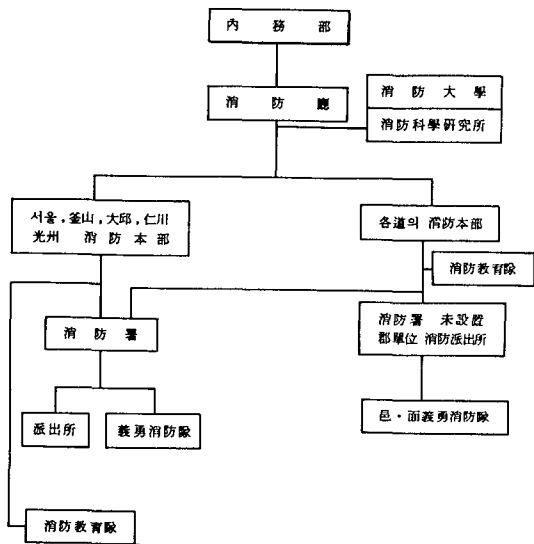 內務部
消防廳
消防大學
消防科學硏究所
서울, 釜山, 大邱, 仁川
光州 消防本部
各道의 消防本部
消防敎育隊
消防署
消防署 未設置
郡單位 消防派出所
派出所
義勇消防隊
邑·面義勇消防隊
消防敎育隊